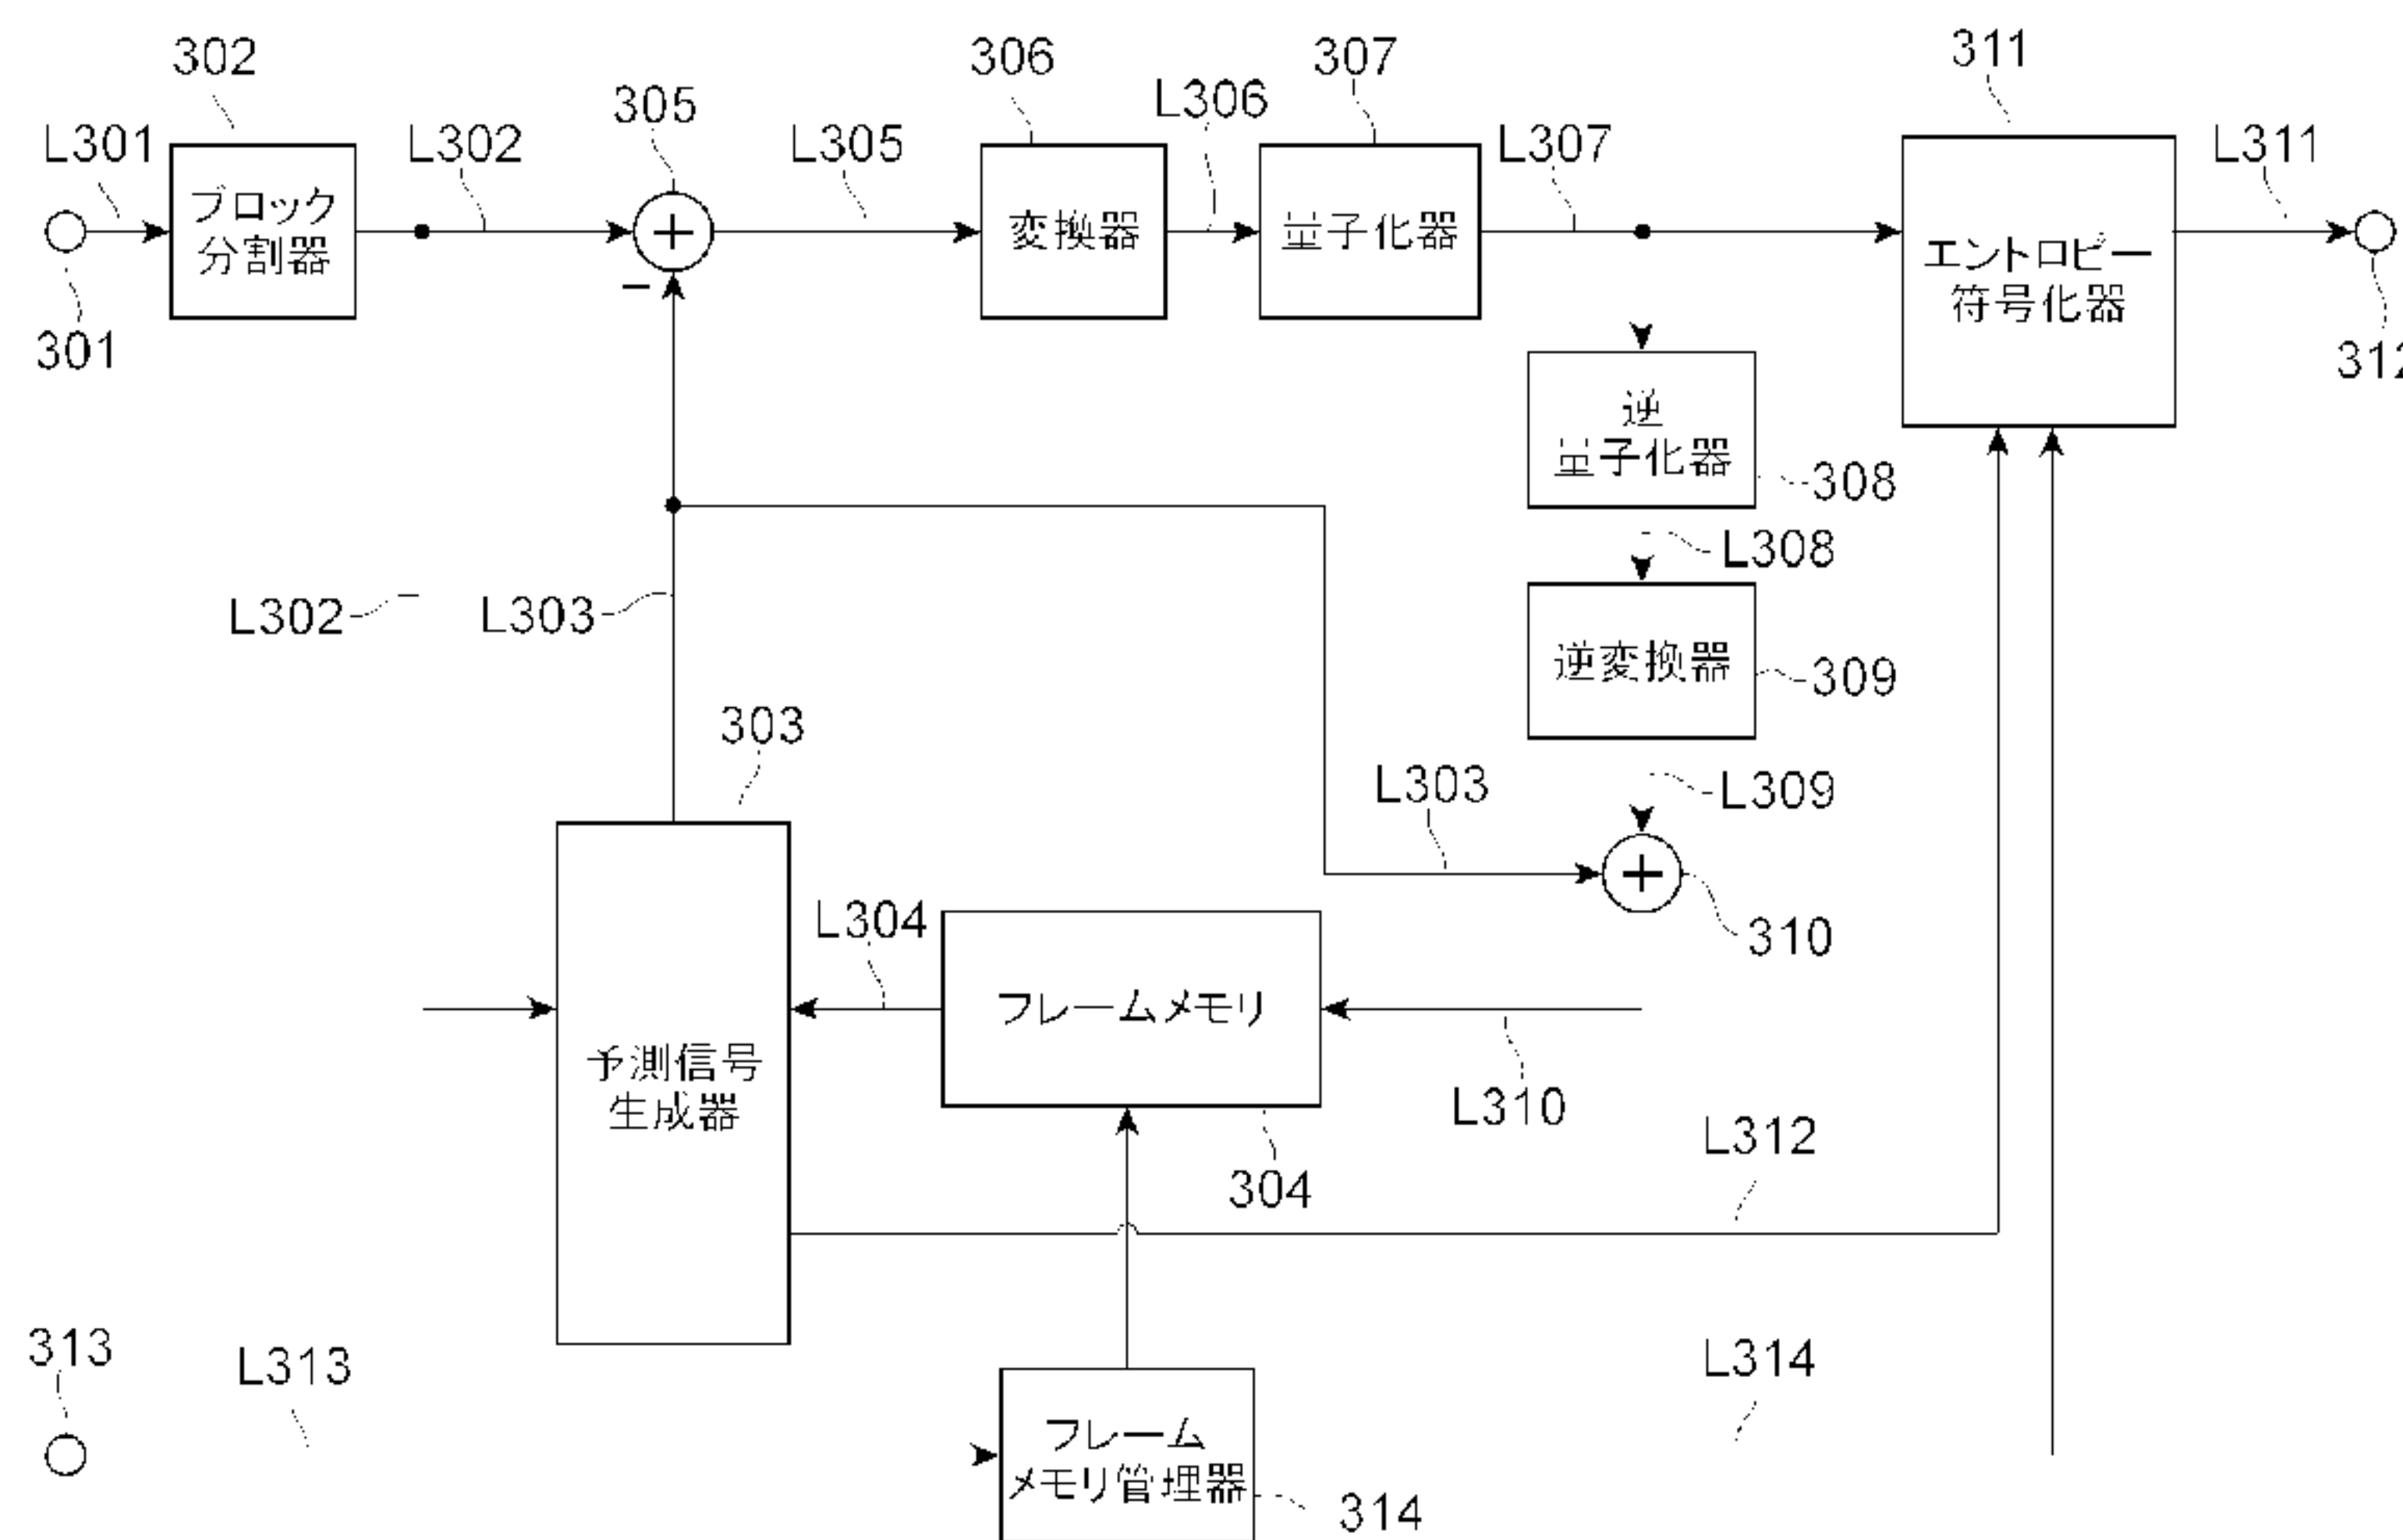 302
305
306
L306
307
311
L301
L302
L305
L307
L311
ブロック
分割器
+
変換器
量子化器
エントロピー
符号化器
−
301
逆
量子化器
308
L308
L302
L303
逆変換器
309
303
L303
L309
+
310
L304
フレームメモリ
予測信号
生成器
L310
L312
304
313
L313
L314
フレーム
メモリ管理器
314